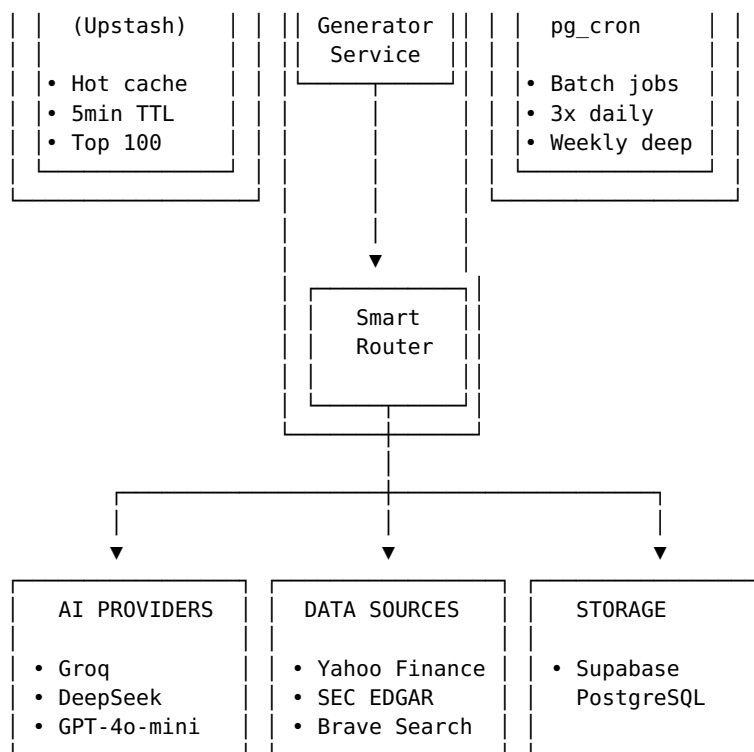 (Upstash)
• Hot cache
• 5min TTL
• Top 100
Generator
Service
pg_cron
• Batch jobs
• 3x daily
• Weekly deep
Smart
Router
AI PROVIDERS
• Groq
• DeepSeek
• GPT-4o-mini
DATA SOURCES
• Yahoo Finance
• SEC EDGAR
• Brave Search
STORAGE
• Supabase
PostgreSQL